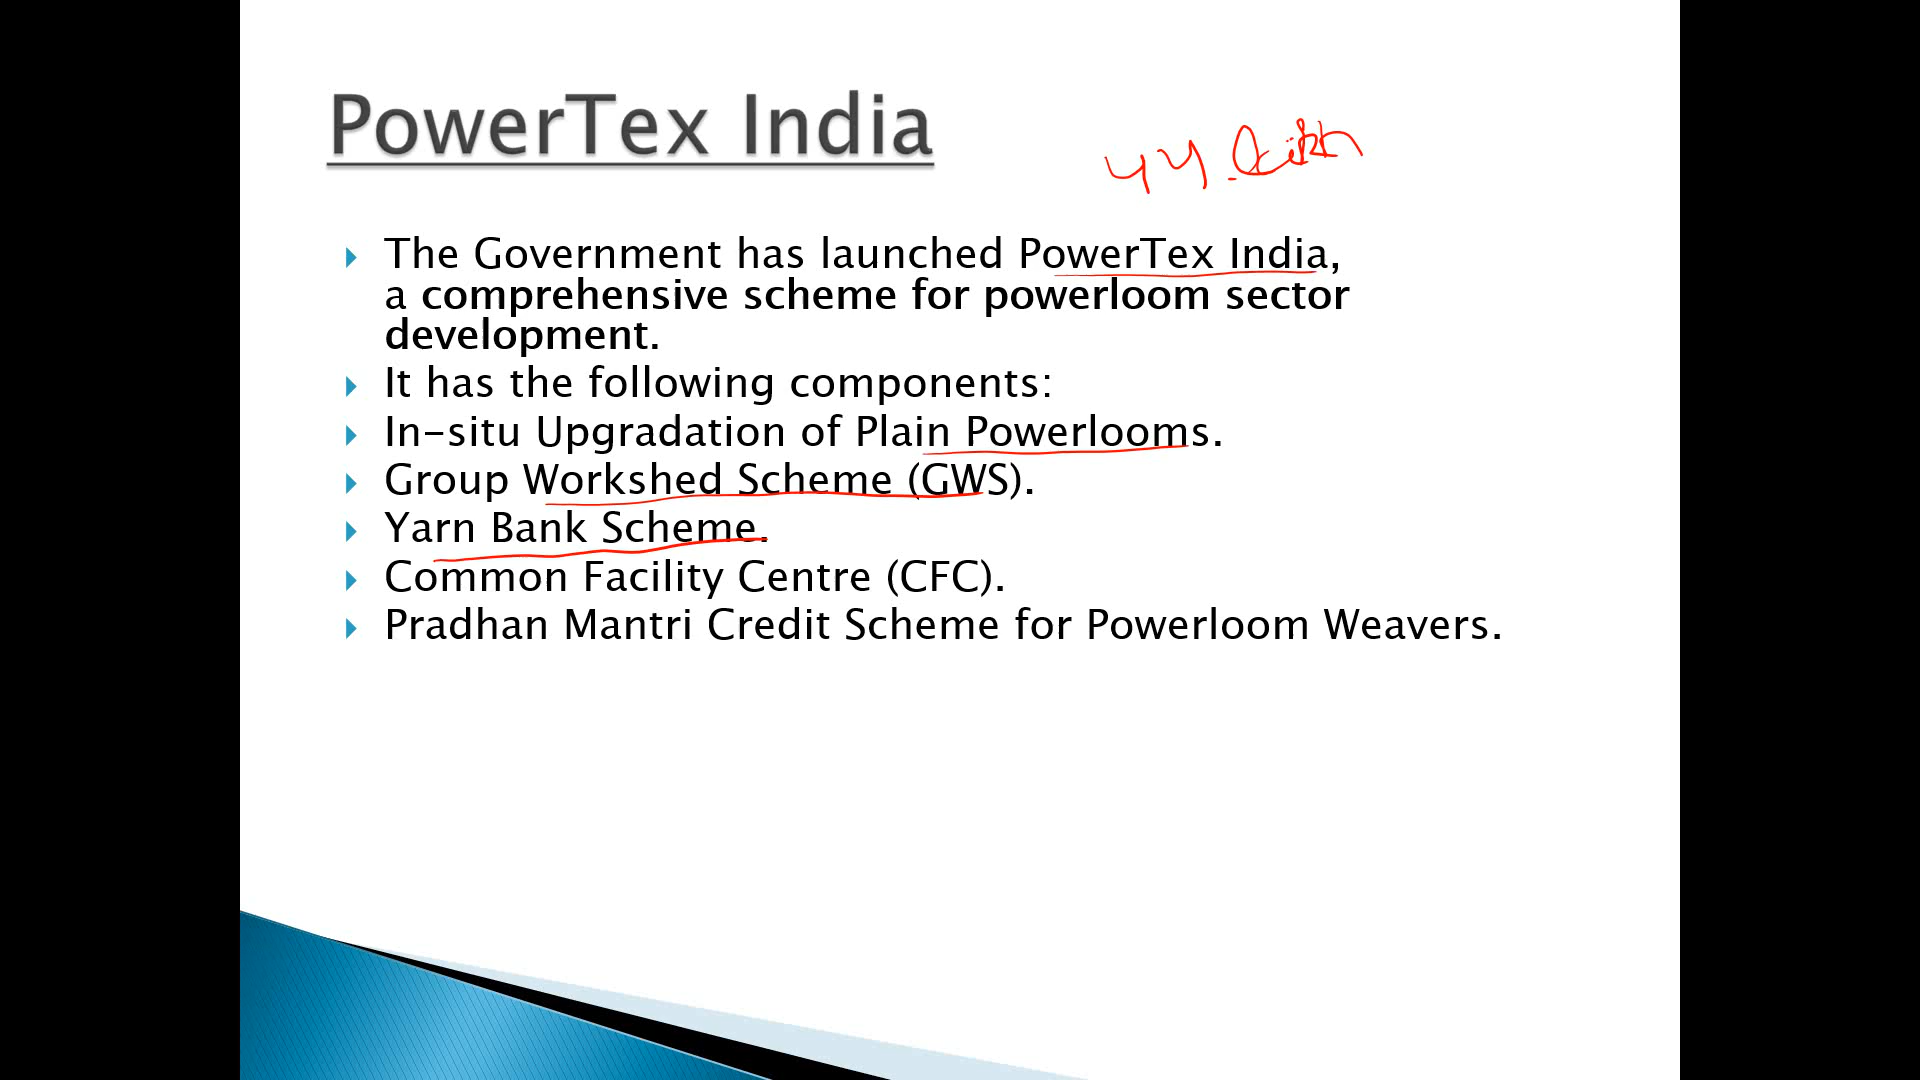 PowerTex India
44 Lakh
The Government has launched PowerTex India,
a comprehensive scheme for powerloom sector
development.
It has the following components:
In-situ Upgradation of Plain Powerlooms.
Group Workshed Scheme (GWS).
Yarn Bank Scheme.
Common Facility Centre (CFC).
Pradhan Mantri Credit Scheme for Powerloom Weavers.